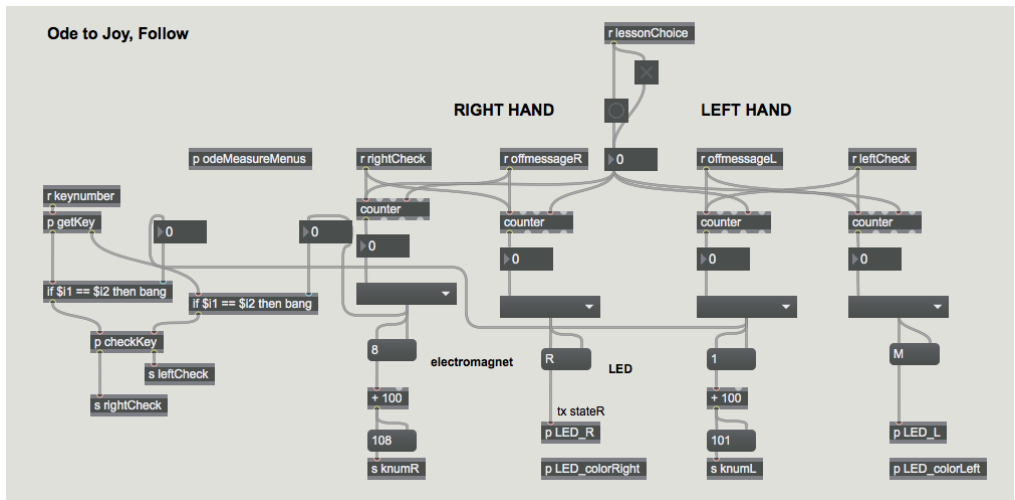 Ode to Joy, Follow
r lessonChoice
RIGHT HAND
LEFT HAND
p odeMeasureMenus
r rightCheck
r offmessageR
0
r offmessageL
r leftCheck
r keynumber
p getKey
0
0
counter
counter
counter
counter
0
0
0
0
if $i1 == $i2 then bang
if $i1 == $i2 then bang
p checkKey
s leftCheck
s rightCheck
8
electromagnet
R
LED
1
M
+ 100
+ 100
tx stateR
108
p LED_R
101
p LED_L
s knumR
p LED_colorRight
s knumL
p LED_colorLeft